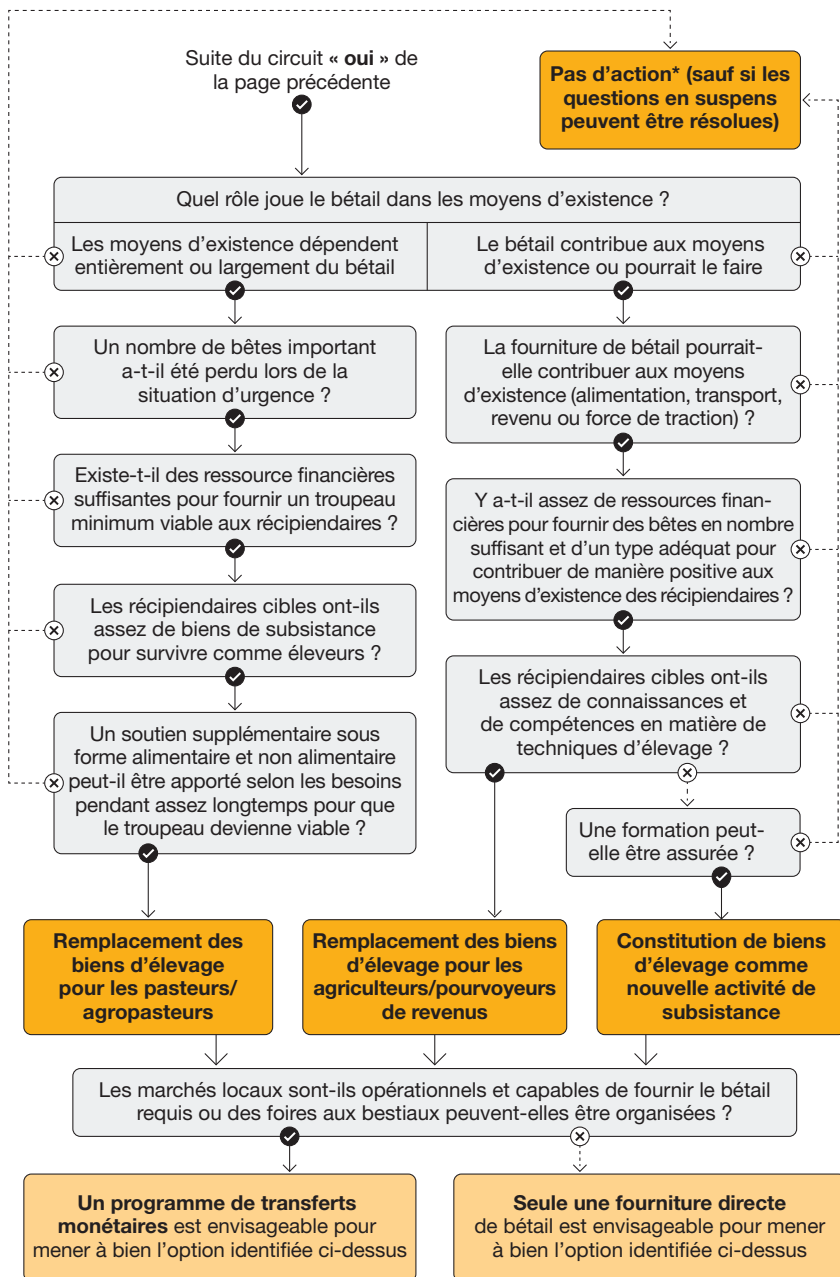 Suite du circuit « oui » de
la page précédente
Pas d'action* (sauf si les
questions en suspens
peuvent être résolues)
Quel rôle joue le bétail dans les moyens d'existence ?
Les moyens d'existence dépendent
entièrement ou largement du bétail
Le bétail contribue aux moyens
d'existence ou pourrait le faire
Un nombre de bêtes important
a-t-il été perdu lors de la
situation d'urgence ?
La fourniture de bétail pourrait-
elle contribuer aux moyens
d'existence (alimentation, transport,
revenu ou force de traction) ?
Existe-t-il des ressource financières
suffisantes pour fournir un troupeau
minimum viable aux récipiendaires ?
Y a-t-il assez de ressources finan-
cières pour fournir des bêtes en nombre
suffisant et d'un type adéquat pour
contribuer de manière positive aux
moyens d'existence des récipiendaires ?
Les récipiendaires cibles ont-ils
assez de biens de subsistance
pour survivre comme éleveurs ?
Les récipiendaires cibles ont-ils
assez de connaissances et
de compétences en matière de
techniques d'élevage ?
Un soutien supplémentaire sous
forme alimentaire et non alimentaire
peut-il être apporté selon les besoins
pendant assez longtemps pour que
le troupeau devienne viable ?
Une formation peut-
elle être assurée ?
Remplacement des
biens d'élevage
pour les pasteurs/
agropasteurs
Remplacement des biens
d'élevage pour les
agriculteurs/pourvoyeurs
de revenus
Constitution de biens
d'élevage comme
nouvelle activité de
subsistance
Les marchés locaux sont-ils opérationnels et capables de fournir le bétail
requis ou des foires aux bestiaux peuvent-elles être organisées ?
Un programme de transferts
monétaires est envisageable pour
mener à bien l'option identifiée ci-dessus
Seule une fourniture directe
de bétail est envisageable pour mener
à bien l'option identifiée ci-dessus